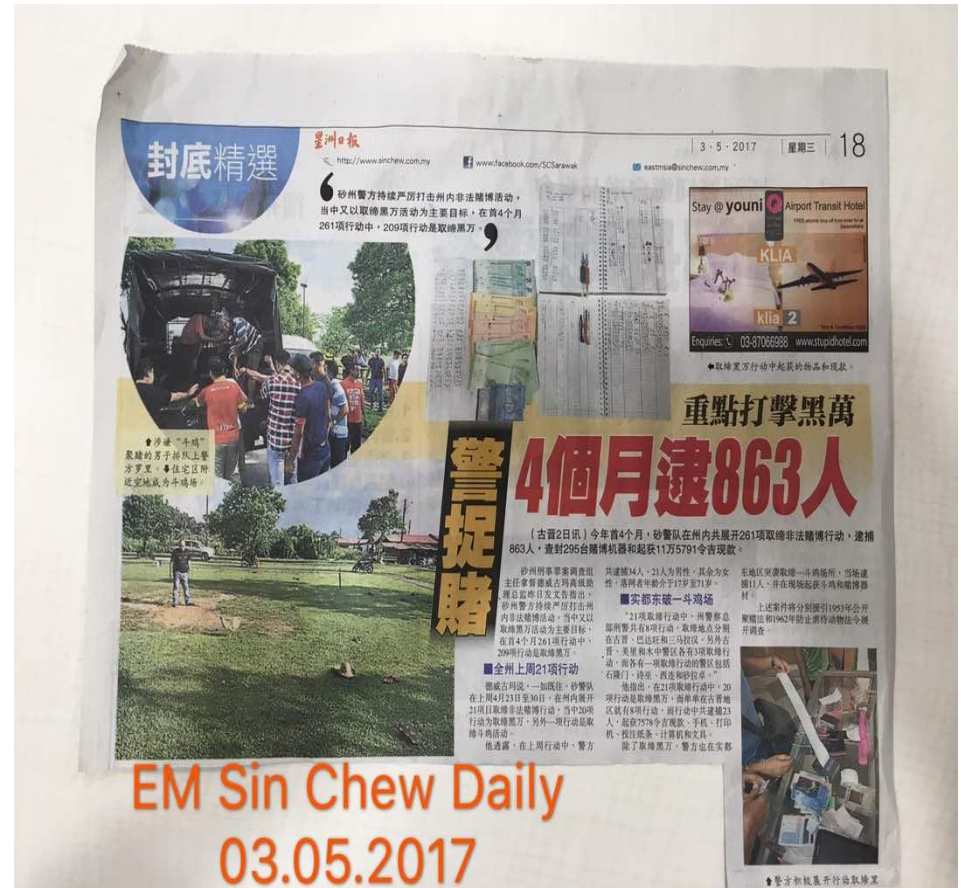 封底精選
星洲日报
http://www.sinchew.com.my
www.facebook.com/SCSarawak
eastmsia@sinchew.com.my
3·5·2017
星期三
18
砂州警方持续严厉打击州内非法赌博活动，
当中又以取缔黑万活动为主要目标，在首4个月
261项行动中，209项行动是取缔黑万。
Stay @ youniQ Airport Transit Hotel
KLIA
klia 2
Enquiries: 03-87066988 www.stupidhotel.com
取缔黑万行动中起获的物品和现款。
涉嫌“斗鸡”
聚赌的男子排队上警
方罗里。住宅区附
近空地成为斗鸡场。
重點打擊黑萬
警捉賭
4個月逮863人
（古晋2日讯）今年首4个月，砂警队在州内共展开261项取缔非法赌博行动，逮捕
863人，查封295台赌博机器和起获11万5791令吉现款。
砂州刑事罪案调查组
主任拿督德威古玛高级助
理总监昨日发文告指出，
砂州警方持续严厉打击州
内非法赌博活动，当中又以
取缔黑万活动为主要目标，
在首4个月261项行动中，
209项行动是取缔黑万。
■全州上周21项行动
德威古玛说，一如既往，砂警队
在上周4月23日至30日，在州内展开
21项目取缔非法赌博行动，当中20项
行动为取缔黑万，另外一项行动是取
缔斗鸡活动。
他透露，在上周行动中，警方
共逮捕34人，21人为男性，其余为女
性，落网者年龄介于17岁至71岁。
■实都东破一斗鸡场
“21项取缔行动中，州警察总
部刑警共有8项行动，取缔地点分别
在古晋、巴达旺和三马拉汉，另外古
晋、美里和木中警区各有3项取缔行
动，而各有一项取缔行动的警区包括
石隆门、诗巫、西连和砂拉卓。”
他指出，在21项取缔行动中，20
项行动是取缔黑万，而单单在古晋地
区就有8项行动，而行动中共逮捕23
人，起获7578令吉现款、手机、打印
机、投注纸条、计算机和文具。
除了取缔黑万，警方也在实都
东地区突袭取缔一斗鸡场所，当场逮
捕11人，并在现场起获斗鸡和赌博器
材。
上述案件将分别援引1953年公开
聚赌法和1962年防止虐待动物法令展
开调查。
警方积极展开行动取缔黑
EM Sin Chew Daily
03.05.2017